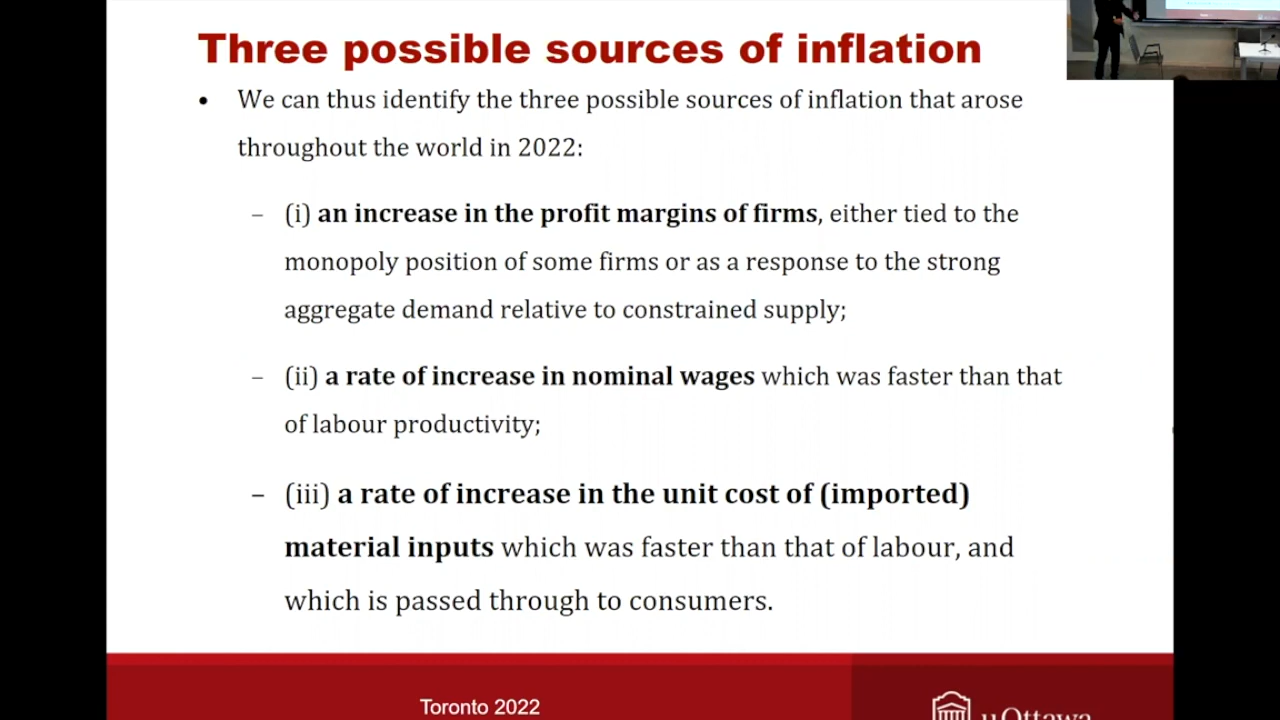 Three possible sources of inflation
• We can thus identify the three possible sources of inflation that arose
throughout the world in 2022:
– (i) an increase in the profit margins of firms, either tied to the
monopoly position of some firms or as a response to the strong
aggregate demand relative to constrained supply;
– (ii) a rate of increase in nominal wages which was faster than that
of labour productivity;
– (iii) a rate of increase in the unit cost of (imported)
material inputs which was faster than that of labour, and
which is passed through to consumers.
Toronto 2022
uOttawa